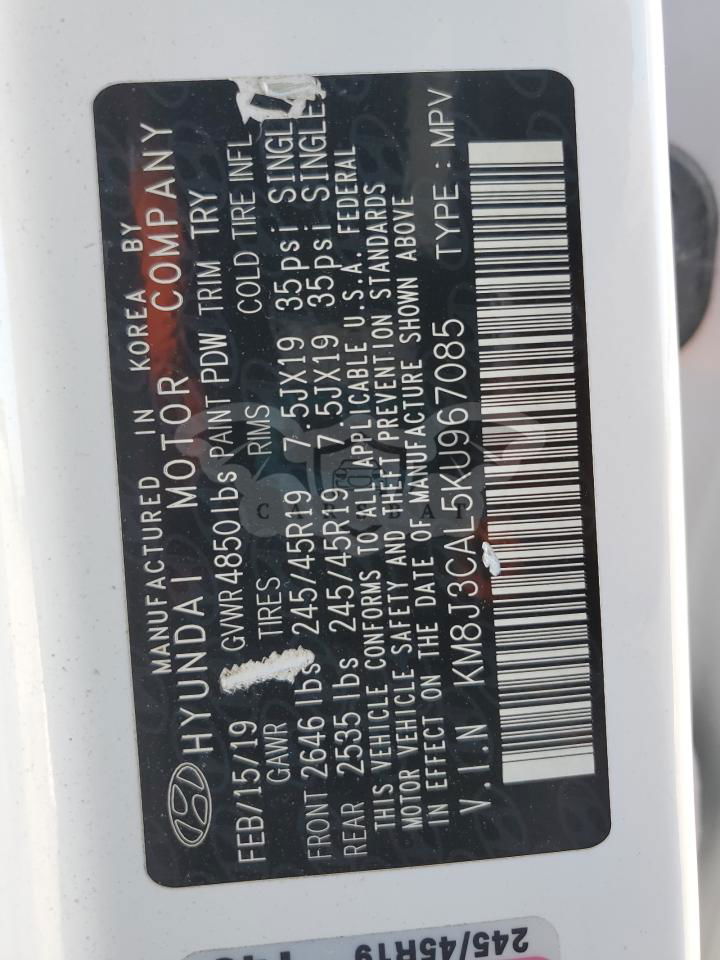 MANUFACTURED IN KOREA BY
HYUNDAI MOTOR COMPANY
FEB/15/19 GVWR 4850 lbs PAINT PDW TRIM TRY
GAWR TIRES RIMS COLD TIRE INFL
FRONT 2646 lbs 245/45R19 7.5JX19 35psi SINGL
REAR 2535 lbs 245/45R19 7.5JX19 35psi SINGLE
THIS VEHICLE CONFORMS TO ALL APPLICABLE U.S.A. FEDERAL
MOTOR VEHICLE SAFETY AND THEFT PREVENTION STANDARDS
IN EFFECT ON THE DATE OF MANUFACTURE SHOWN ABOVE
V.I.N KM8J3CAL5KU967085 TYPE : MPV
245/45R19